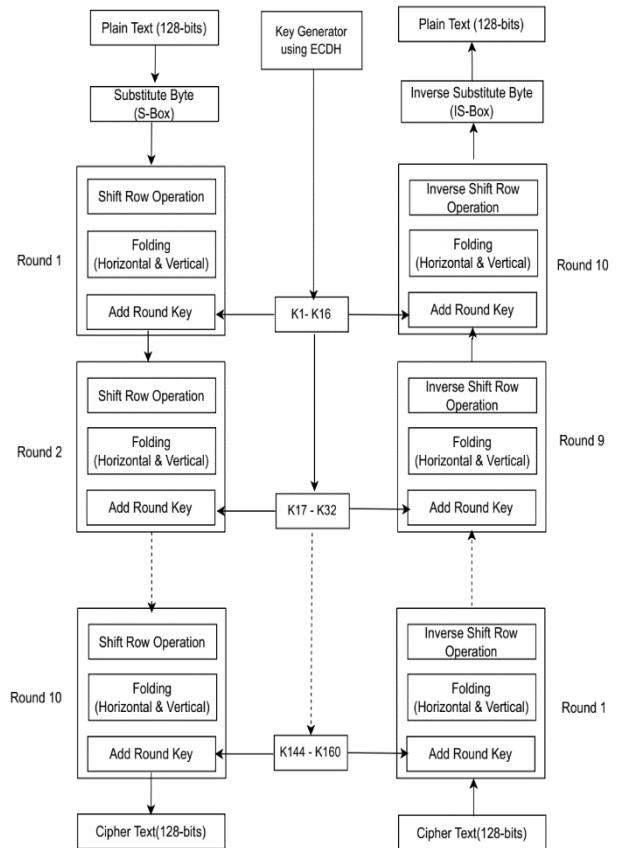 Plain Text (128-bits)
Substitute Byte
(S-Box)
Round 1
Shift Row Operation
Folding
(Horizontal & Vertical)
Add Round Key
Round 2
Shift Row Operation
Folding
(Horizontal & Vertical)
Add Round Key
Round 10
Shift Row Operation
Folding
(Horizontal & Vertical)
Add Round Key
Cipher Text(128-bits)
Key Generator
using ECDH
K1- K16
K17 - K32
K144 - K160
Plain Text (128-bits)
Inverse Substitute Byte
(IS-Box)
Inverse Shift Row
Operation
Folding
(Horizontal & Vertical)
Add Round Key
Round 10
Inverse Shift Row
Operation
Folding
(Horizontal & Vertical)
Add Round Key
Round 9
Inverse Shift Row
Operation
Folding
(Horizontal & Vertical)
Add Round Key
Round 1
Cipher Text(128-bits)